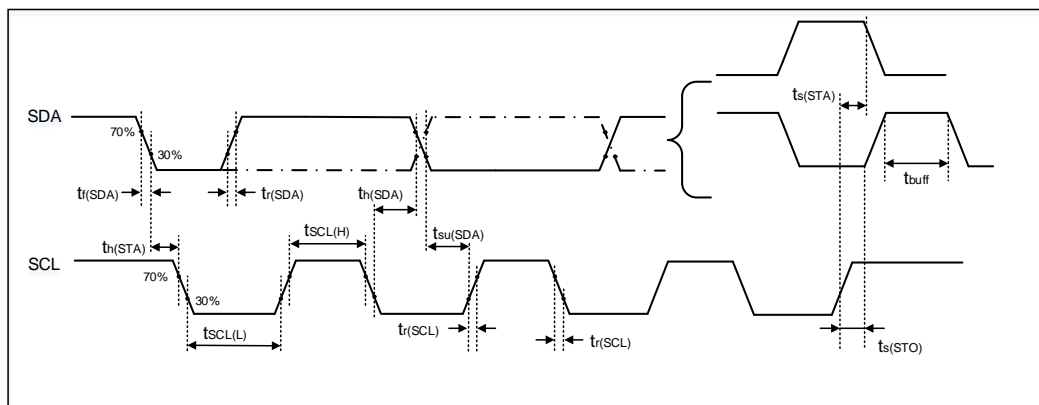 ts(STA)
SDA
70%
30%
tf(SDA)
tr(SDA)
th(SDA)
tbuff
th(STA)
tSCL(H)
tsu(SDA)
SCL
70%
30%
tSCL(L)
tr(SCL)
tr(SCL)
ts(STO)